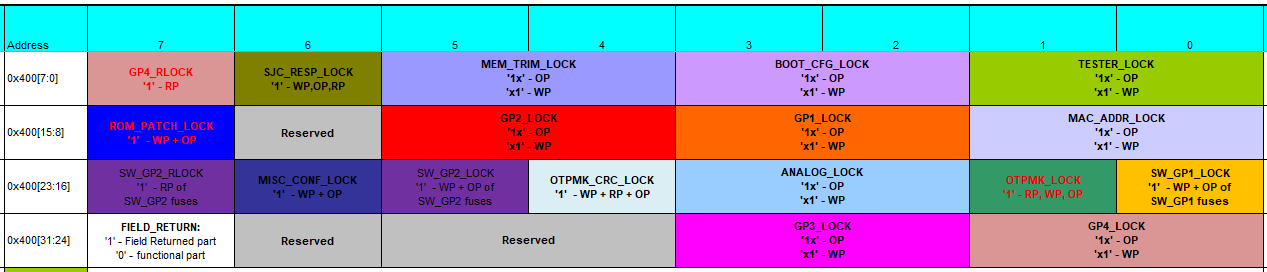 Address 7 6 5 4 3 2 1 0
0x400[7:0]
GP4_RLOCK
'1' - RP
SJC_RESP_LOCK
'1' - WP,OP,RP
MEM_TRIM_LOCK
'1x' - OP
'x1' - WP
BOOT_CFG_LOCK
'1x' - OP
'x1' - WP
TESTER_LOCK
'1x' - OP
'x1' - WP
0x400[15:8]
ROM_PATCH_LOCK
'1' - WP + OP
Reserved
GP2_LOCK
'1x' - OP
'x1' - WP
GP1_LOCK
'1x' - OP
'x1' - WP
MAC_ADDR_LOCK
'1x' - OP
'x1' - WP
0x400[23:16]
SW_GP2_RLOCK
'1' - RP of
SW_GP2 fuses
MISC_CONF_LOCK
'1' - WP + OP
SW_GP2_LOCK
'1' - WP + OP of
SW_GP2 fuses
OTPMK_CRC_LOCK
'1' - WP + RP + OP
ANALOG_LOCK
'1x' - OP
'x1' - WP
OTPMK_LOCK
'1' - RP, WP, OP
SW_GP1_LOCK
'1' - WP + OP of
SW_GP1 fuses
0x400[31:24]
FIELD_RETURN:
'1' - Field Returned part
'0' - functional part
Reserved
Reserved
GP3_LOCK
'1x' - OP
'x1' - WP
GP4_LOCK
'1x' - OP
'x1' - WP